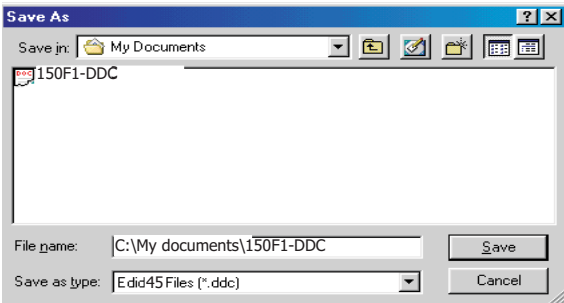 Save As
Save in: My Documents
150F1-DDC
File name: C:\My documents\150F1-DDC
Save
Save as type: Edid45 Files (*.ddc)
Cancel